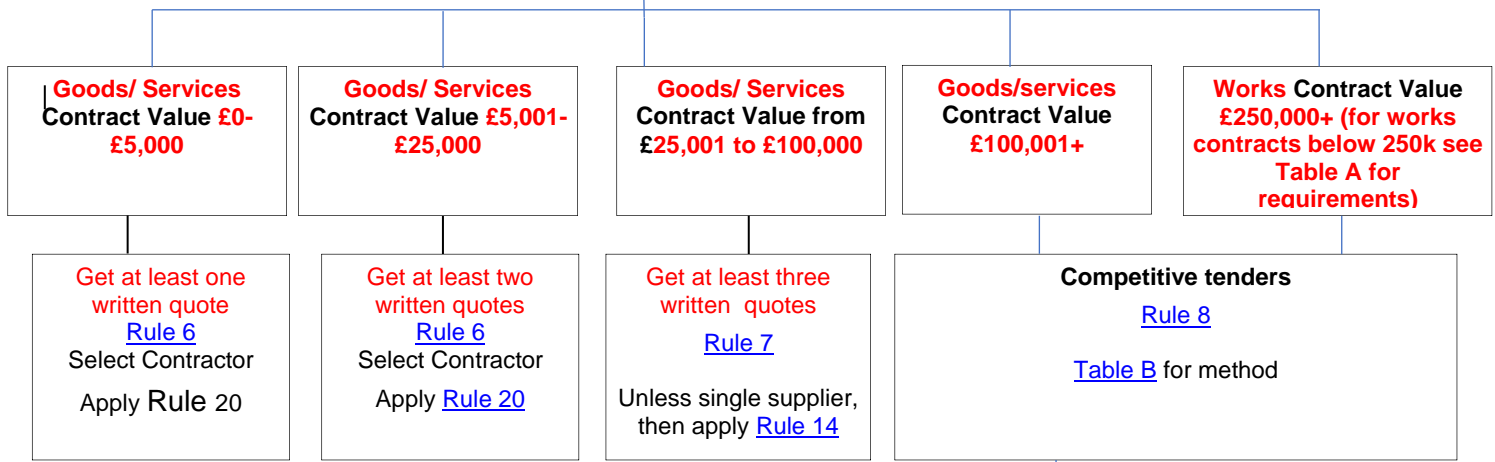 Goods/ Services
Contract Value £0-
£5,000
Goods/ Services
Contract Value £5,001-
£25,000
Goods/ Services
Contract Value from
£25,001 to £100,000
Goods/services
Contract Value
£100,001+
Works Contract Value
£250,000+ (for works
contracts below 250k see
Table A for
requirements)
Get at least one
written quote
Rule 6
Select Contractor
Apply Rule 20
Get at least two
written quotes
Rule 6
Select Contractor
Apply Rule 20
Get at least three
written quotes
Rule 7
Unless single supplier,
then apply Rule 14
Competitive tenders
Rule 8
Table B for method